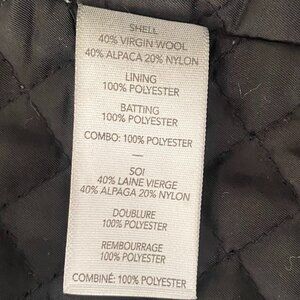 SHELL
40% VIRGIN WOOL
40% ALPACA 20% NYLON
LINING
100% POLYESTER
BATTING
100% POLYESTER
COMBO: 100% POLYESTER
—
SOI
40% LAINE VIERGE
40% ALPAGA 20% NYLON
DOUBLURE
100% POLYESTER
REMBOURRAGE
100% POLYESTER
COMBINÉ: 100% POLYESTER